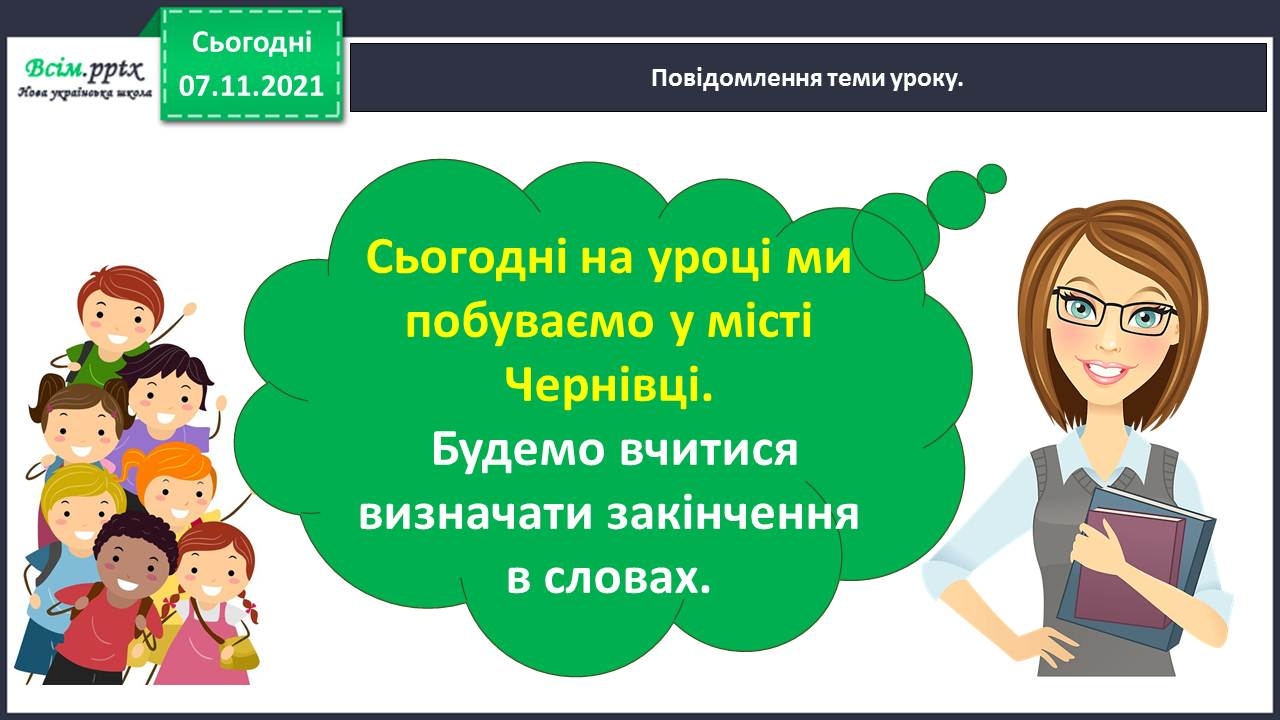 Всім.pptx
Нова українська школа
Сьогодні
07.11.2021
Повідомлення теми уроку.
Сьогодні на уроці ми
побуваємо у місті
Чернівці.
Будемо вчитися
визначати закінчення
в словах.